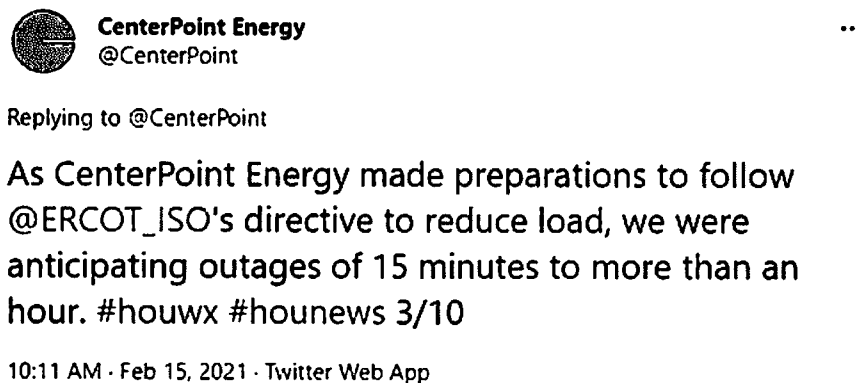 CenterPoint Energy
@CenterPoint
Replying to @CenterPoint
As CenterPoint Energy made preparations to follow
@ERCOT_ISO's directive to reduce load, we were
anticipating outages of 15 minutes to more than an
hour. #houwx #hounews 3/10
10:11 AM · Feb 15, 2021 · Twitter Web App